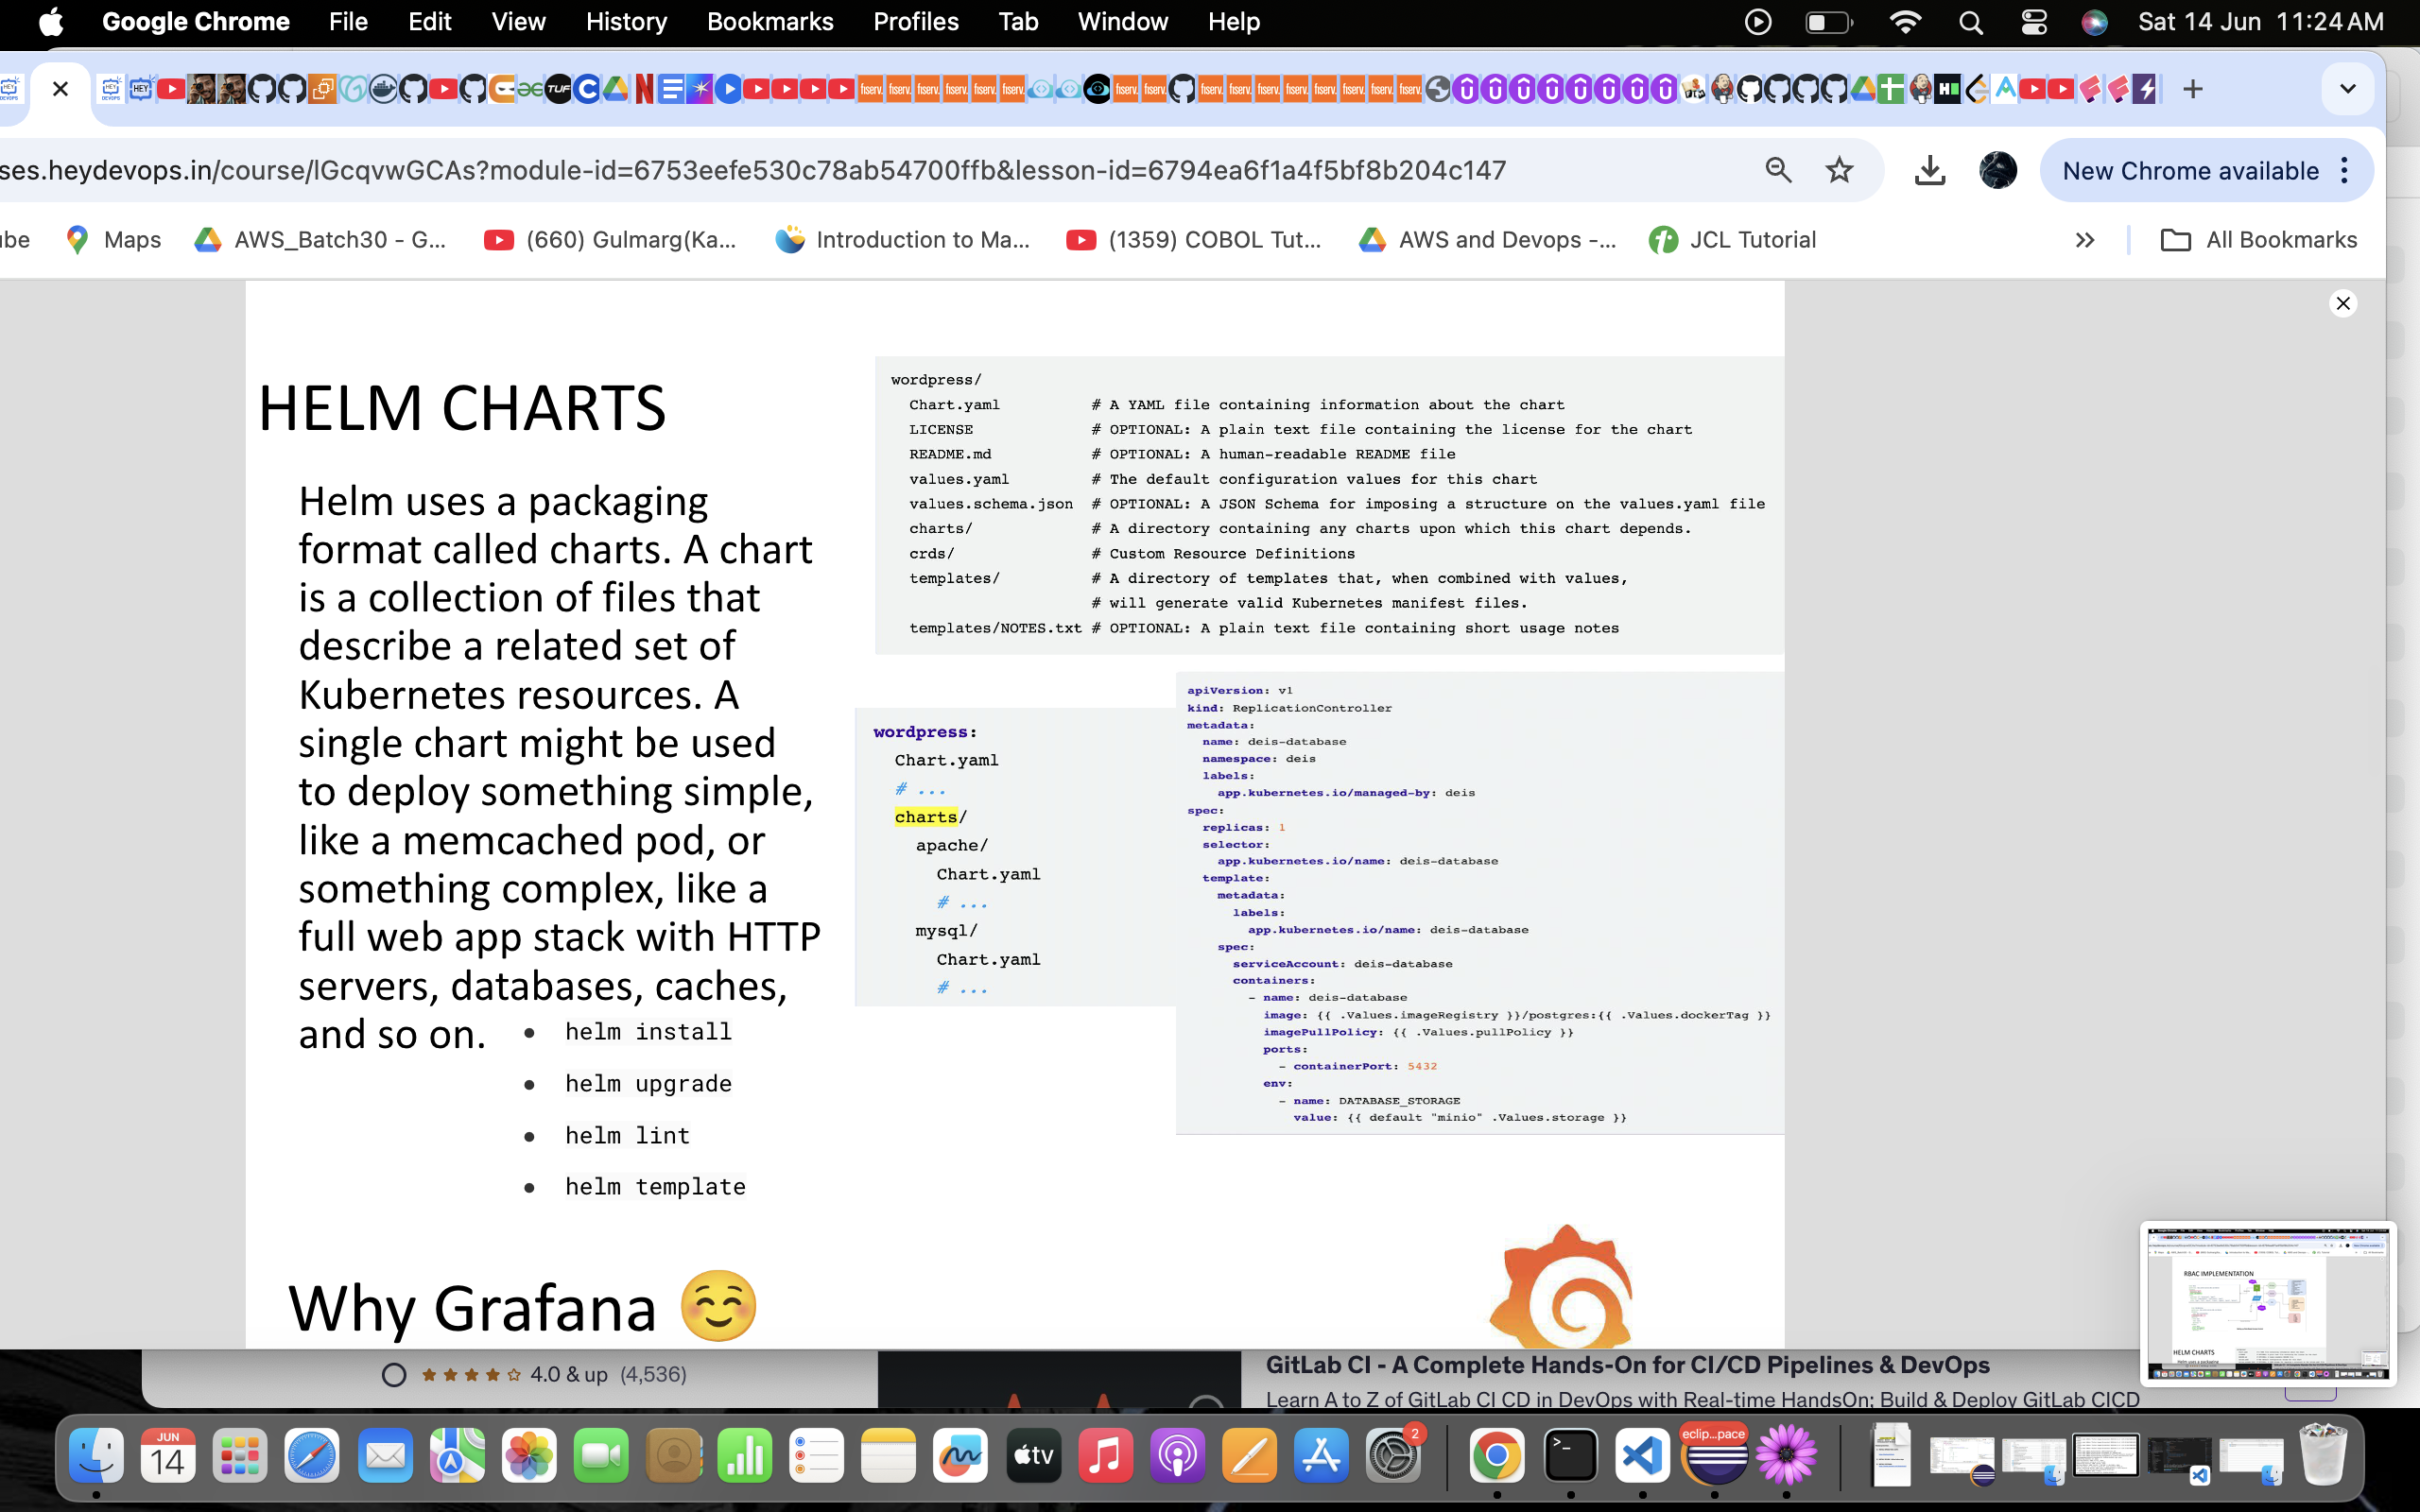 Google Chrome File Edit View History Bookmarks Profiles Tab Window Help Sat 14 Jun 11:24 AM
ses.heydevops.in/course/lGcqvwGCAs?module-id=6753eefe530c78ab54700ffb&lesson-id=6794ea6f1a4f5bf8b204c147 New Chrome available
ube Maps AWS_Batch30 - G... (660) Gulmarg(Ka... Introduction to Ma... (1359) COBOL Tut... AWS and Devops -... JCL Tutorial All Bookmarks
HELM CHARTS
Helm uses a packaging
format called charts. A chart
is a collection of files that
describe a related set of
Kubernetes resources. A
single chart might be used
to deploy something simple,
like a memcached pod, or
something complex, like a
full web app stack with HTTP
servers, databases, caches,
and so on.
• helm install
• helm upgrade
• helm lint
• helm template
wordpress/
Chart.yaml # A YAML file containing information about the chart
LICENSE # OPTIONAL: A plain text file containing the license for the chart
README.md # OPTIONAL: A human-readable README file
values.yaml # The default configuration values for this chart
values.schema.json # OPTIONAL: A JSON Schema for imposing a structure on the values.yaml file
charts/ # A directory containing any charts upon which this chart depends.
crds/ # Custom Resource Definitions
templates/ # A directory of templates that, when combined with values,
# will generate valid Kubernetes manifest files.
templates/NOTES.txt # OPTIONAL: A plain text file containing short usage notes
wordpress:
Chart.yaml
# ...
charts/
apache/
Chart.yaml
# ...
mysql/
Chart.yaml
# ...
apiVersion: v1
kind: ReplicationController
metadata:
name: deis-database
namespace: deis
labels:
app.kubernetes.io/managed-by: deis
spec:
replicas: 1
selector:
app.kubernetes.io/name: deis-database
template:
metadata:
labels:
app.kubernetes.io/name: deis-database
spec:
serviceAccount: deis-database
containers:
- name: deis-database
image: {{ .Values.imageRegistry }}/postgres:{{ .Values.dockerTag }}
imagePullPolicy: {{ .Values.pullPolicy }}
ports:
- containerPort: 5432
env:
- name: DATABASE_STORAGE
value: {{ default "minio" .Values.storage }}
Why Grafana
RBAC IMPLEMENTATION
HELM CHARTS
4.0 & up (4,536)
GitLab CI - A Complete Hands-On for CI/CD Pipelines & DevOps
Learn A to Z of GitLab CI CD in DevOps with Real-time HandsOn; Build & Deploy GitLab CICD
JUN
14
tv
2
eclip...pace